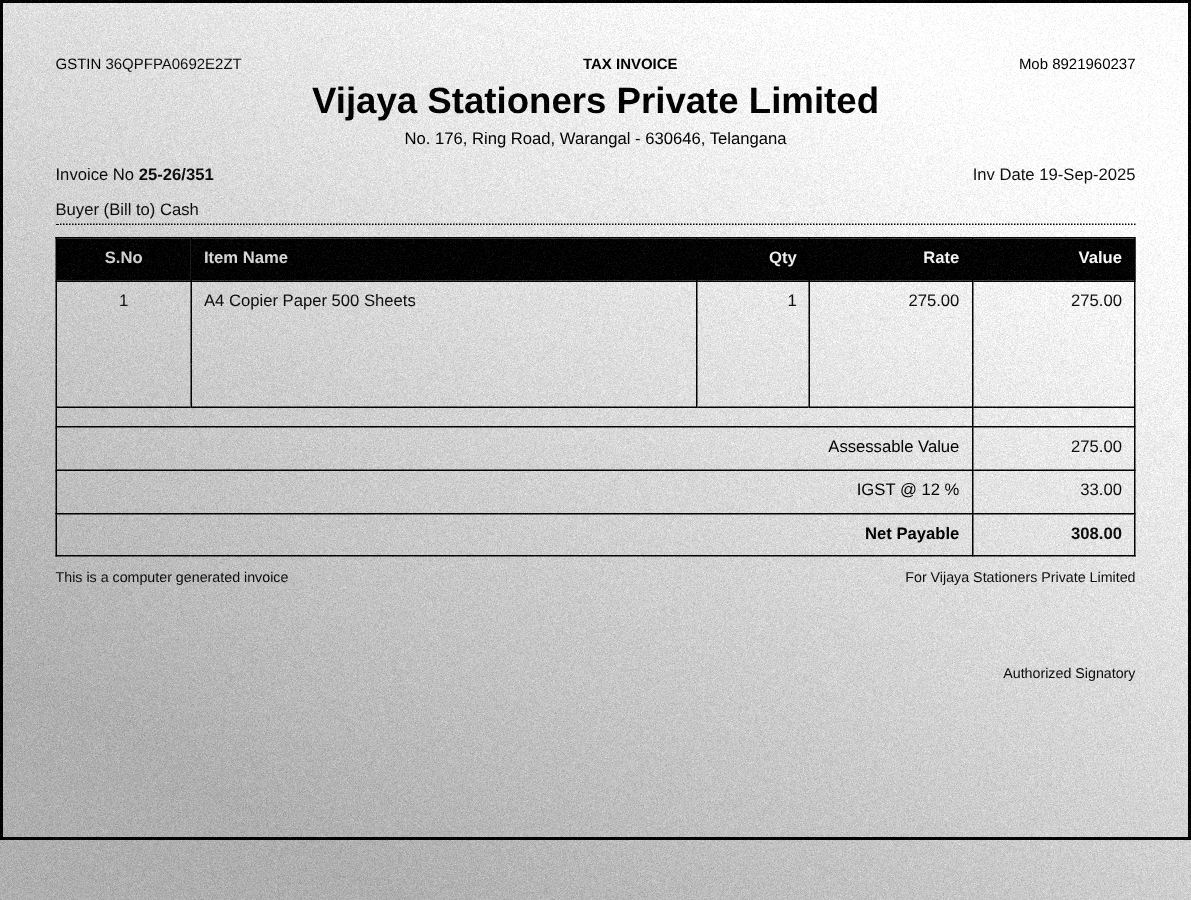 GSTIN 36QPFPA0692E2ZT TAX INVOICE Mob 8921960237
Vijaya Stationers Private Limited
No. 176, Ring Road, Warangal - 630646, Telangana
Invoice No 25-26/351 Inv Date 19-Sep-2025
Buyer (Bill to) Cash
S.No Item Name Qty Rate Value
1 A4 Copier Paper 500 Sheets 1 275.00 275.00
Assessable Value 275.00
IGST @ 12 % 33.00
Net Payable 308.00
This is a computer generated invoice For Vijaya Stationers Private Limited
Authorized Signatory